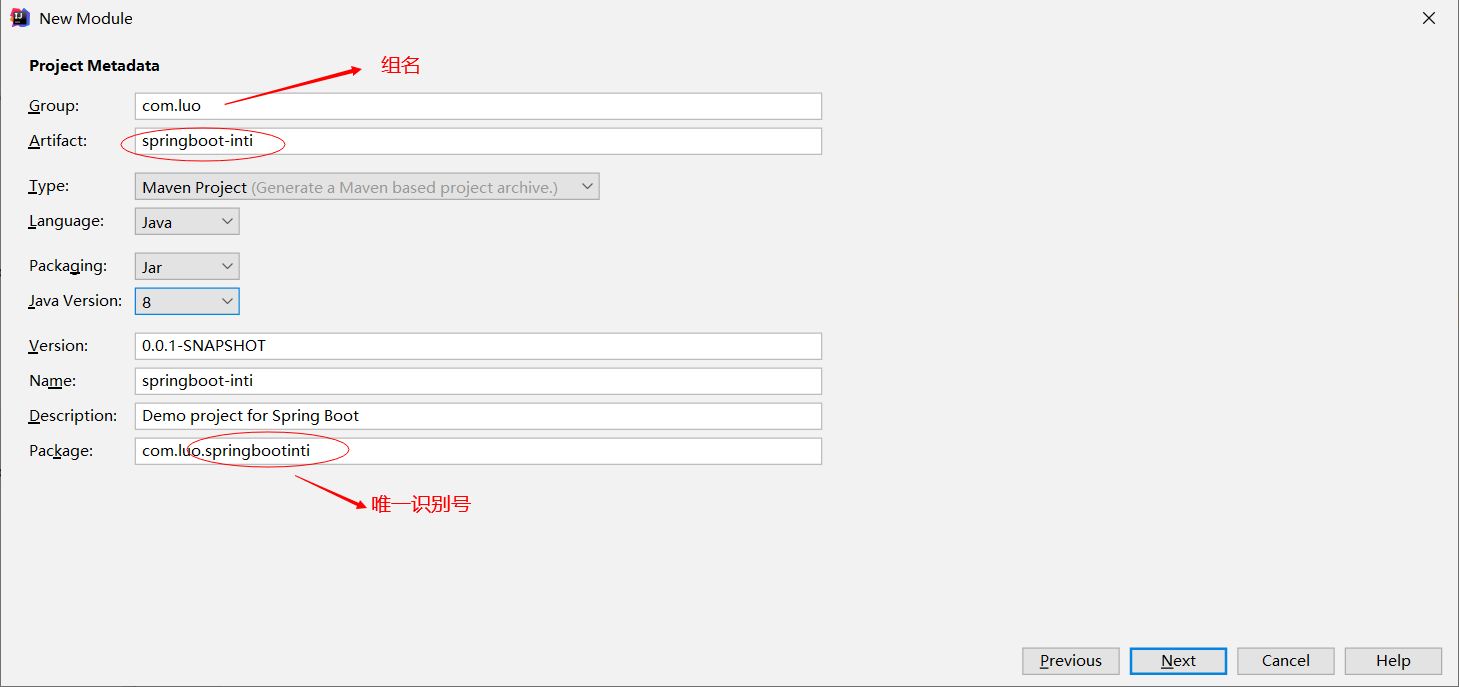 New Module
Project Metadata
组名
Group: com.luo
Artifact: springboot-inti
Type: Maven Project (Generate a Maven based project archive.)
Language: Java
Packaging: Jar
Java Version: 8
Version: 0.0.1-SNAPSHOT
Name: springboot-inti
Description: Demo project for Spring Boot
Package: com.luo.springbootinti
唯一识别号
Previous Next Cancel Help